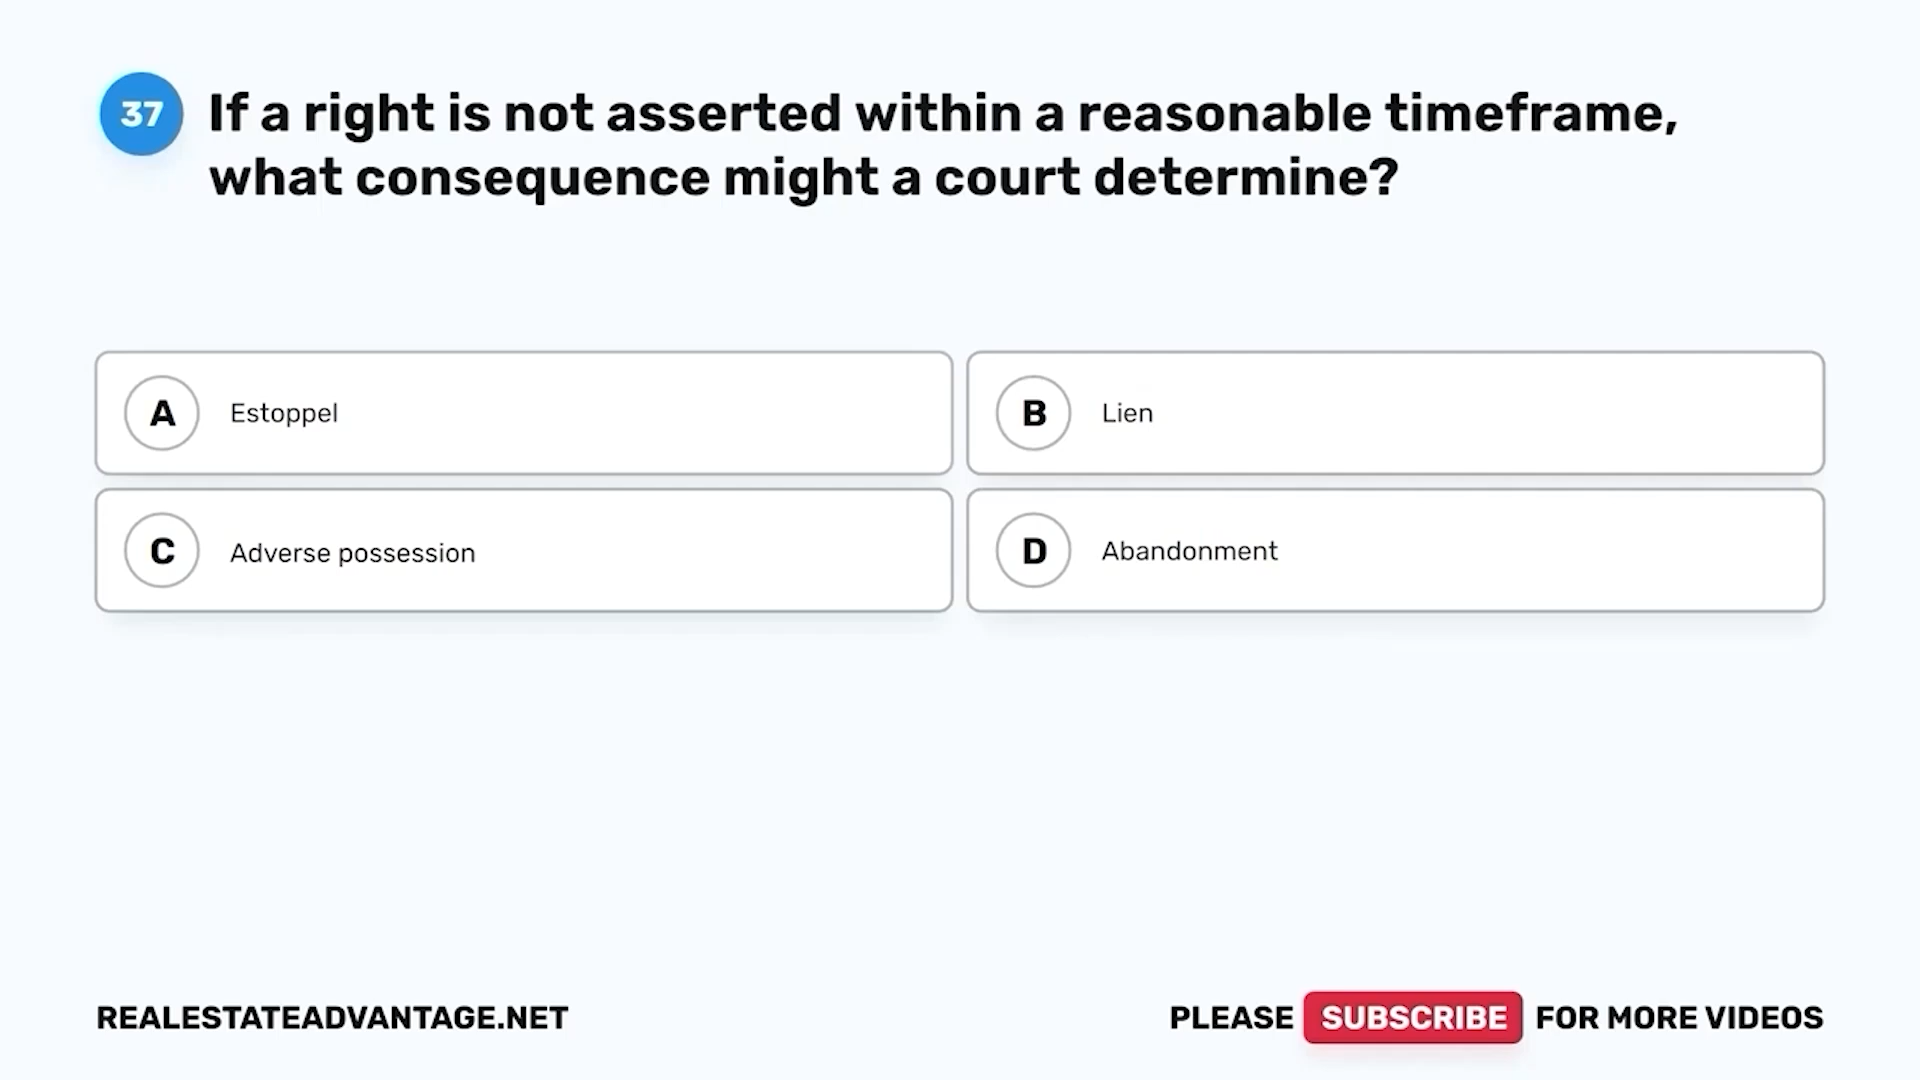 37
If a right is not asserted within a reasonable timeframe,
what consequence might a court determine?
A Estoppel
B Lien
C Adverse possession
D Abandonment
REALESTATEADVANTAGE.NET
PLEASE SUBSCRIBE FOR MORE VIDEOS